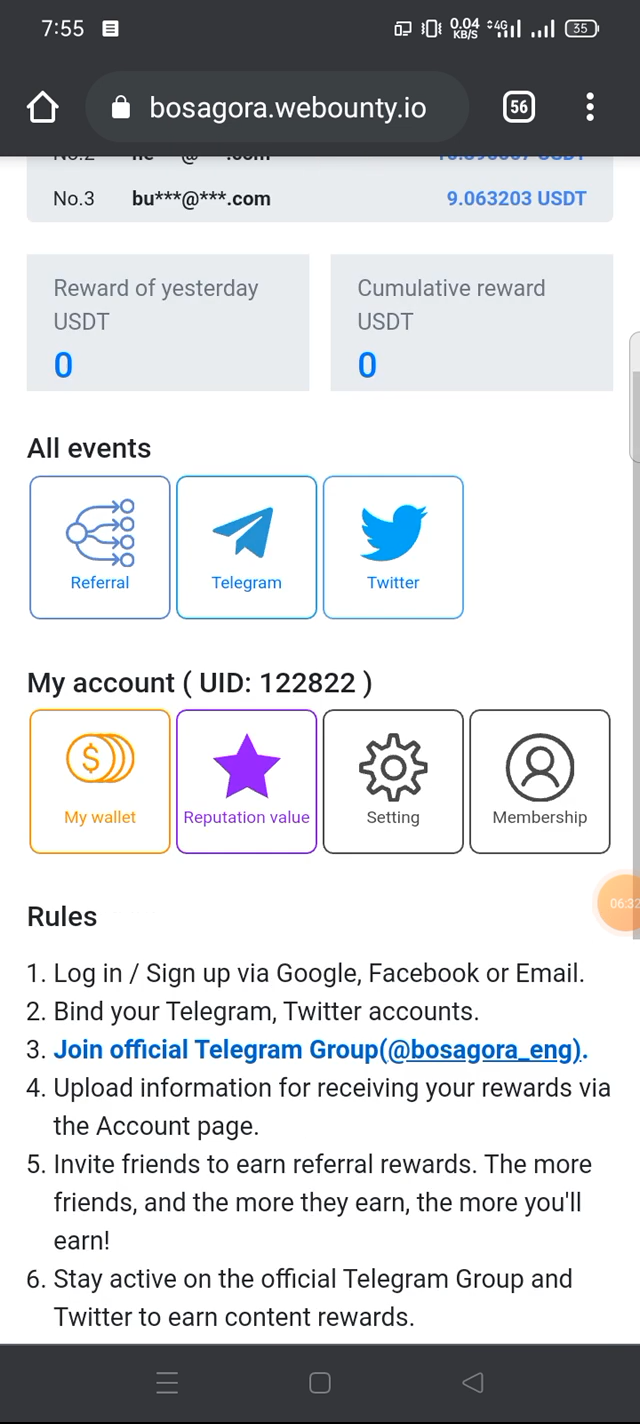 7:55 0.04 KB/S 4G 35
bosagora.webounty.io 56
No.3 bu***@***.com 9.063203 USDT
Reward of yesterday Cumulative reward
USDT USDT
0 0
All events
Referral Telegram Twitter
My account ( UID: 122822 )
My wallet Reputation value Setting Membership
06:32
Rules
1. Log in / Sign up via Google, Facebook or Email.
2. Bind your Telegram, Twitter accounts.
3. Join official Telegram Group(@bosagora_eng).
4. Upload information for receiving your rewards via
the Account page.
5. Invite friends to earn referral rewards. The more
friends, and the more they earn, the more you'll
earn!
6. Stay active on the official Telegram Group and
Twitter to earn content rewards.